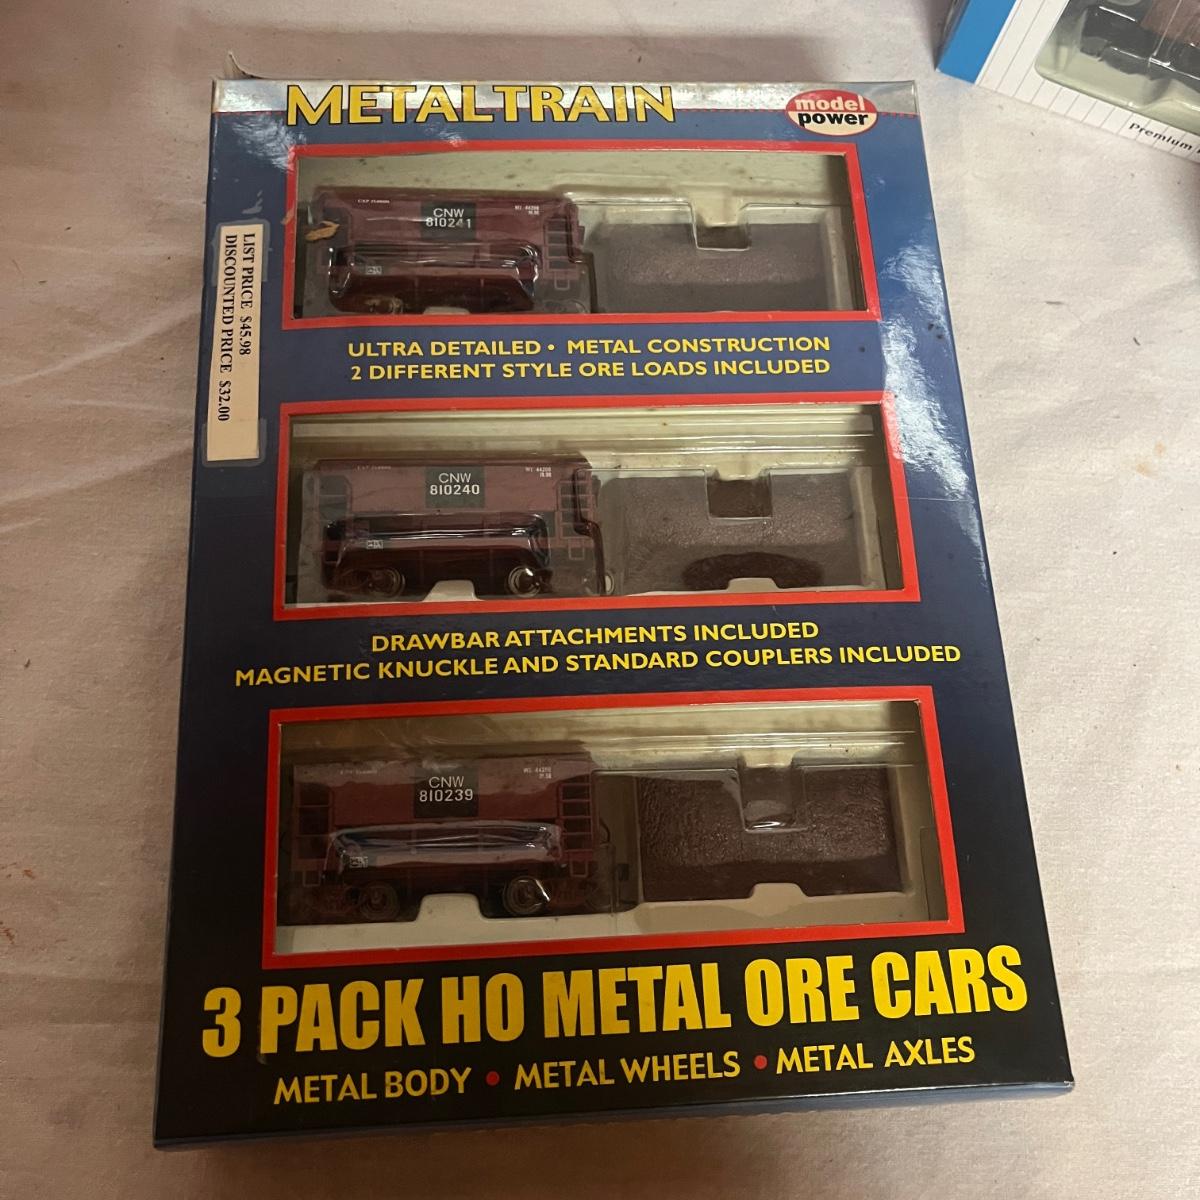 METALTRAIN
model
power
Premium
LIST PRICE $45.98
DISCOUNTED PRICE $32.00
CNW
810241
ULTRA DETAILED • METAL CONSTRUCTION
2 DIFFERENT STYLE ORE LOADS INCLUDED
CNW
810240
DRAWBAR ATTACHMENTS INCLUDED
MAGNETIC KNUCKLE AND STANDARD COUPLERS INCLUDED
CNW
810239
3 PACK HO METAL ORE CARS
METAL BODY • METAL WHEELS • METAL AXLES